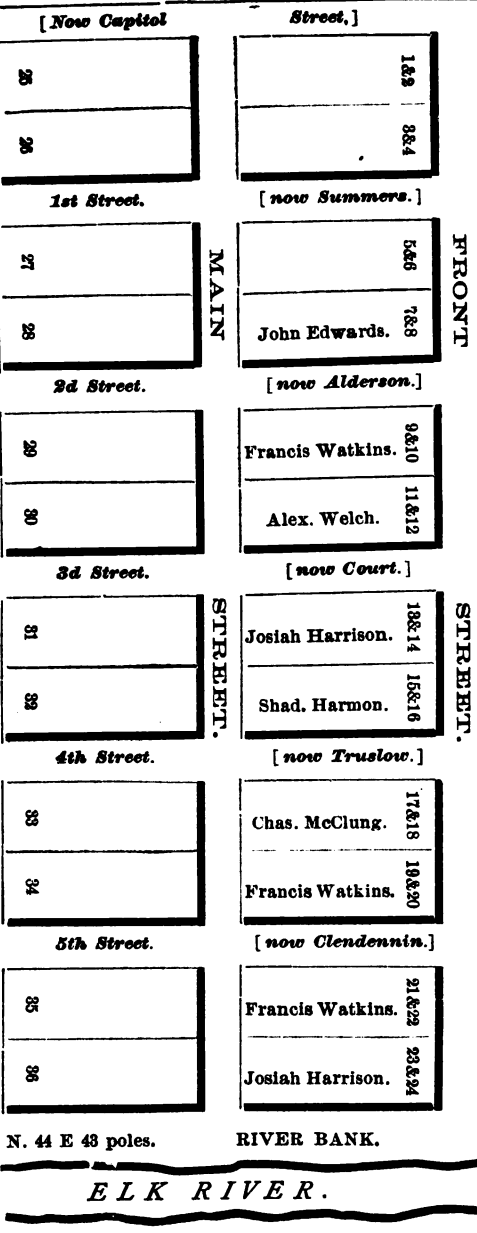 [Now Capitol Street,]
25
1&2
26
3&4
1st Street. [now Summers.]
27
5&6
MAIN
FRONT
28
John Edwards. 7&8
2d Street. [now Alderson.]
29
Francis Watkins. 9&10
30
Alex. Welch. 11&12
3d Street. [now Court.]
31
Josiah Harrison. 13&14
STREET.
STREET.
32
Shad. Harmon. 15&16
4th Street. [now Truslow.]
33
Chas. McClung. 17&18
34
Francis Watkins. 19&20
5th Street. [now Clendennin.]
35
Francis Watkins. 21&22
36
Josiah Harrison. 23&24
N. 44 E 43 poles. RIVER BANK.
ELK RIVER.